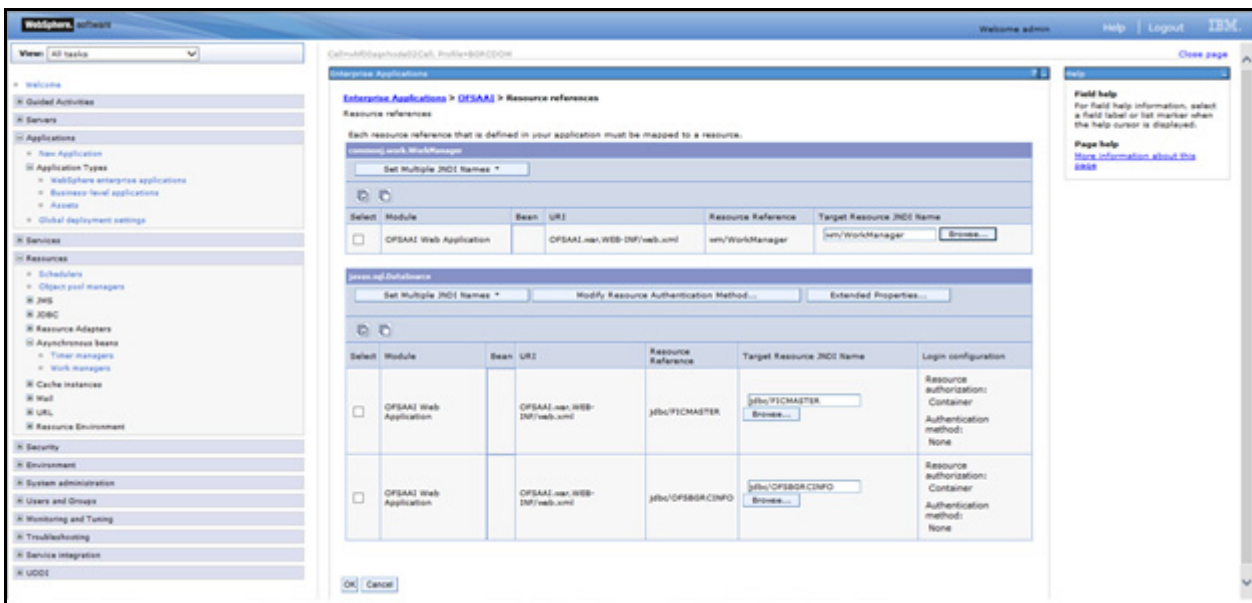 WebSphere. software
Welcome admin
Help | Logout
IBM.
View: All tasks
Close page
Welcome
Guided Activities
Servers
Applications
New Application
Application Types
WebSphere enterprise applications
Business-level applications
Assets
Global deployment settings
Services
Resources
Schedulers
Object pool managers
JMS
JDBC
Resource Adapters
Asynchronous beans
Timer managers
Work managers
Cache instances
Mail
URL
Resource Environment
Security
Environment
System administration
Users and Groups
Monitoring and Tuning
Troubleshooting
Service integration
UDDI
Enterprise Applications
Enterprise Applications > OFSAAI > Resource references
Resource references
Each resource reference that is defined in your application must be mapped to a resource.
commonj.work.WorkManager
Set Multiple JNDI Names
Select Module Bean URI Resource Reference Target Resource JNDI Name
OFSAAI Web Application OFSAAI.war,WEB-INF/web.xml wm/WorkManager wm/WorkManager Browse...
javax.sql.DataSource
Set Multiple JNDI Names Modify Resource Authentication Method... Extended Properties...
Select Module Bean URI Resource Reference Target Resource JNDI Name Login configuration
OFSAAI Web Application
OFSAAI.war,WEB-INF/web.xml
jdbc/FICMASTER
jdbc/FICMASTER
Browse...
Resource authorization:
Container
Authentication method:
None
OFSAAI Web Application
OFSAAI.war,WEB-INF/web.xml
jdbc/OFSBGRCINFO
jdbc/OFSBGRCINFO
Browse...
Resource authorization:
Container
Authentication method:
None
OK Cancel
Help
Field help
For field help information, select
a field label or list marker when
the help cursor is displayed.
Page help
More information about this
page